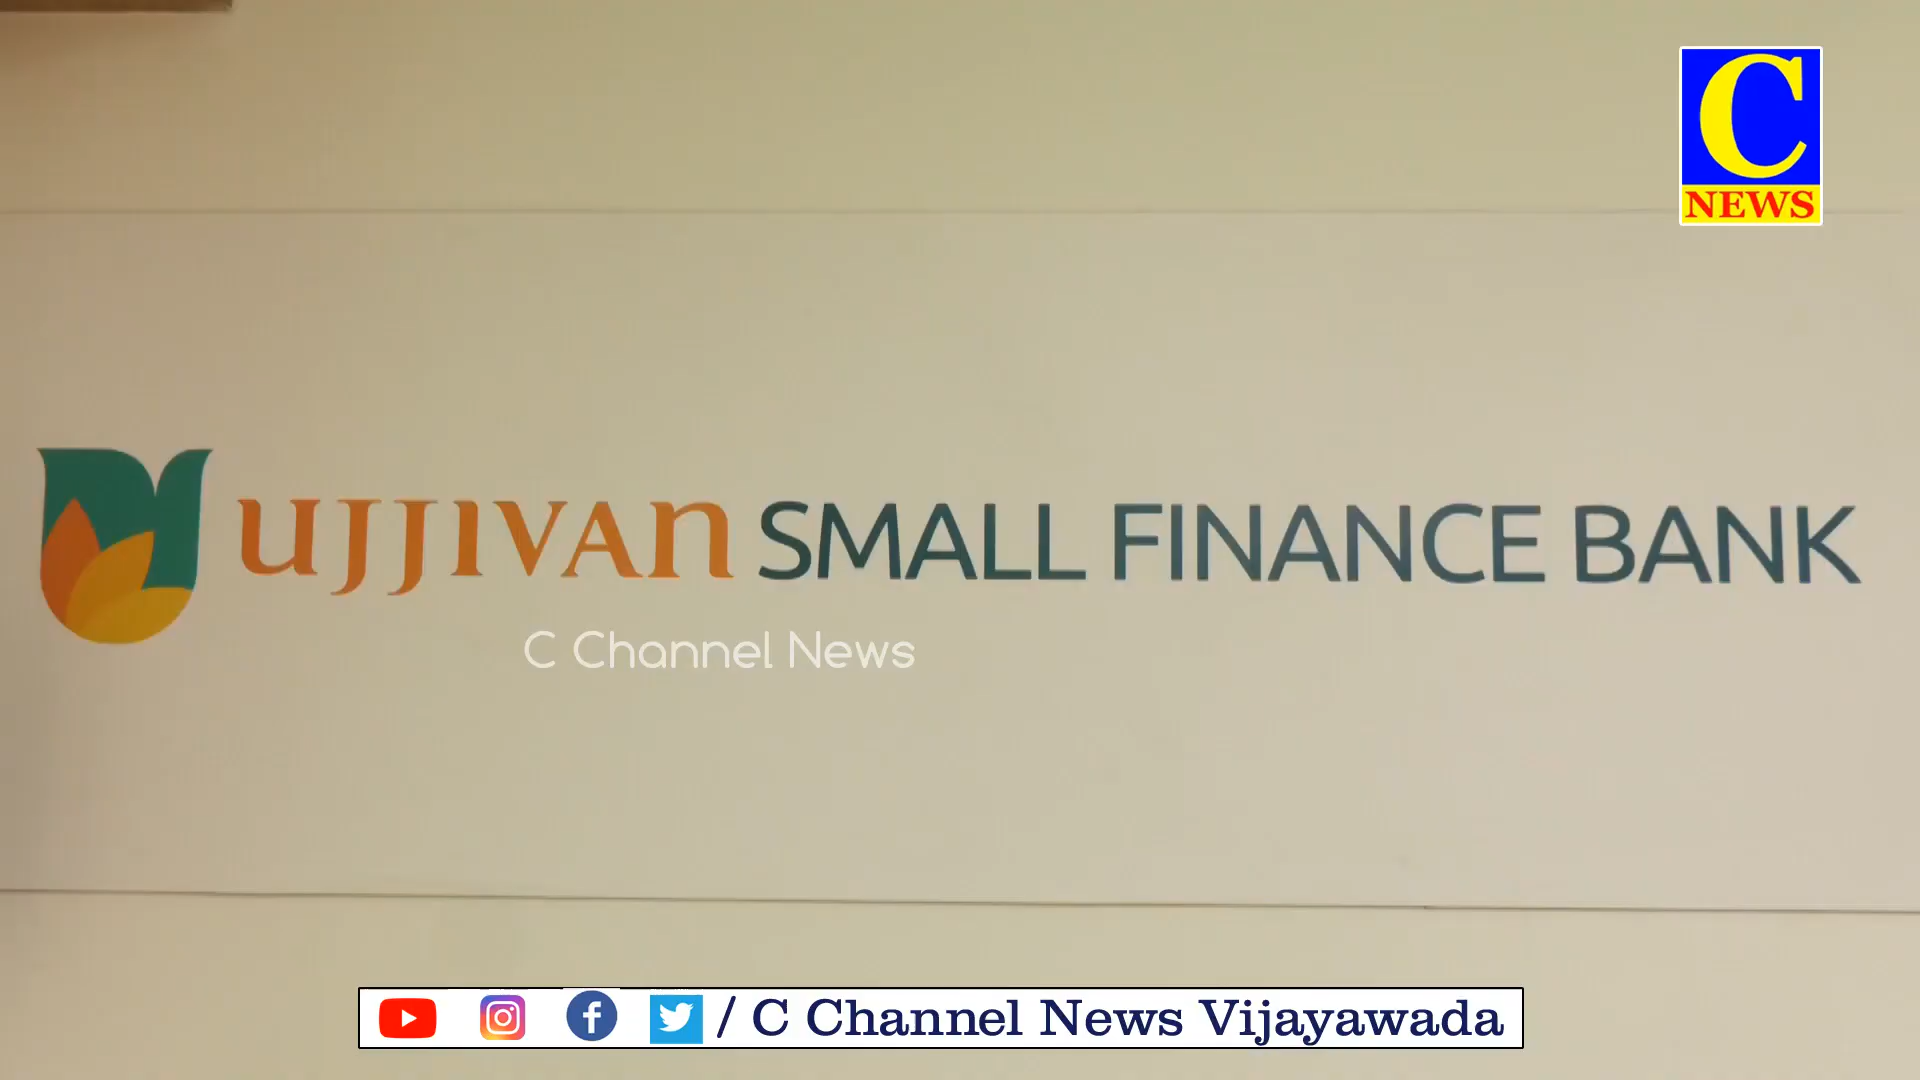 C
NEWS
UJJIVAN SMALL FINANCE BANK
C Channel News
/ C Channel News Vijayawada